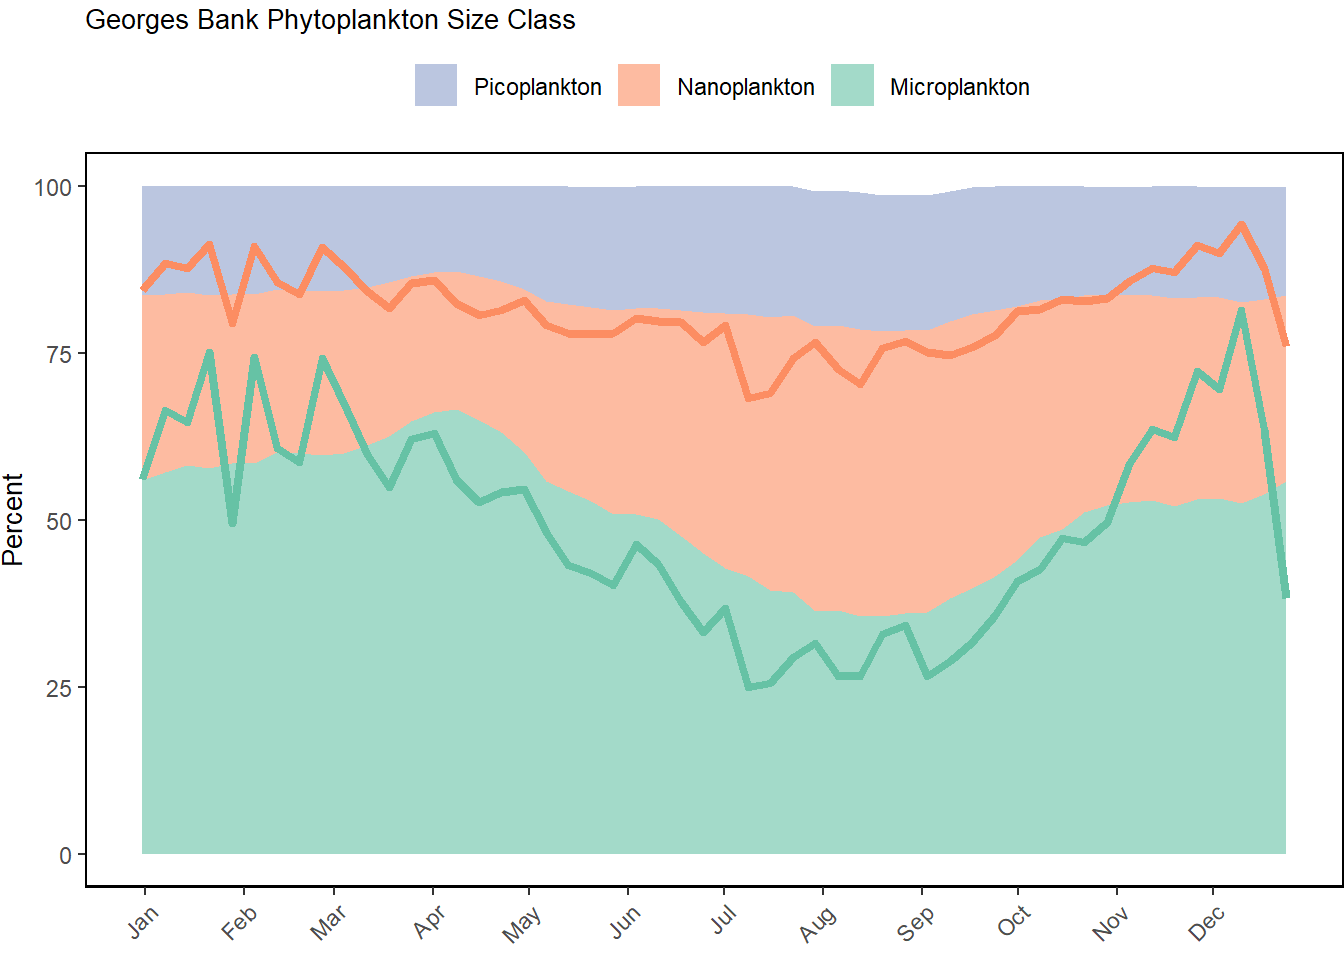 Georges Bank Phytoplankton Size Class
Picoplankton Nanoplankton Microplankton
Percent
100
75
50
25
0
Jan Feb Mar Apr May Jun Jul Aug Sep Oct Nov Dec